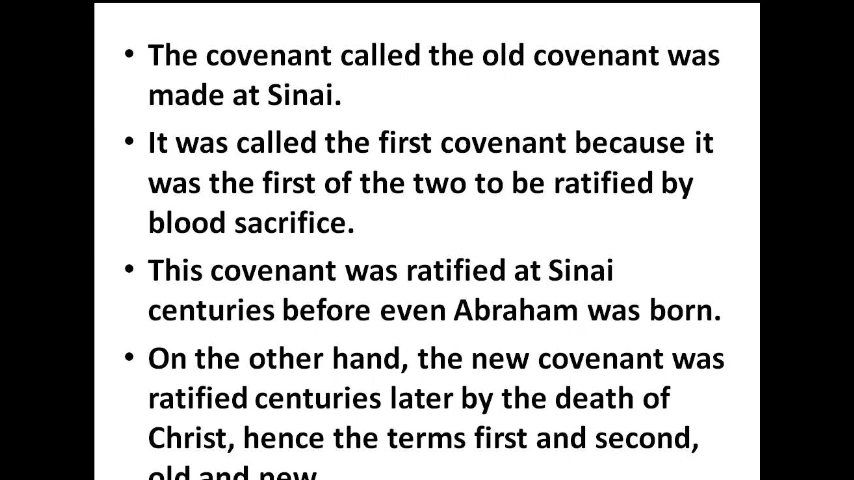 • The covenant called the old covenant was
made at Sinai.
• It was called the first covenant because it
was the first of the two to be ratified by
blood sacrifice.
• This covenant was ratified at Sinai
centuries before even Abraham was born.
• On the other hand, the new covenant was
ratified centuries later by the death of
Christ, hence the terms first and second,
old and new